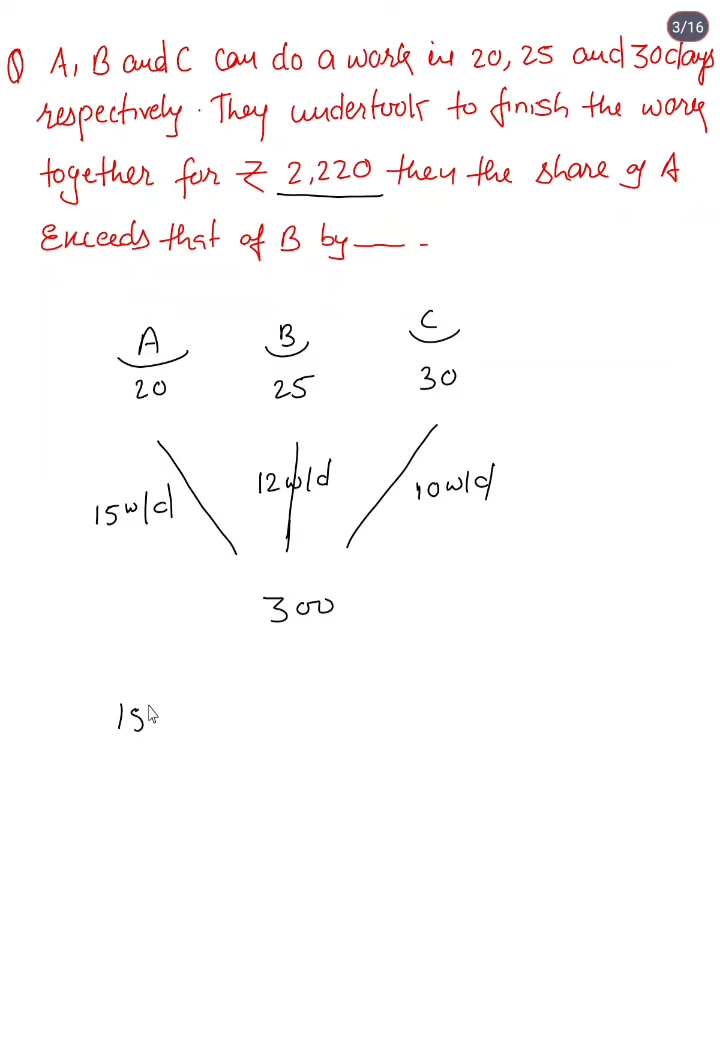 3/16
Q A, B and C can do a work in 20, 25 and 30 days
respectively. They undertook to finish the work
together for ₹ 2,220 then the share of A
Exceeds that of B by — .
A B C
20 25 30
15w/d 12w/d 10w/d
300
15